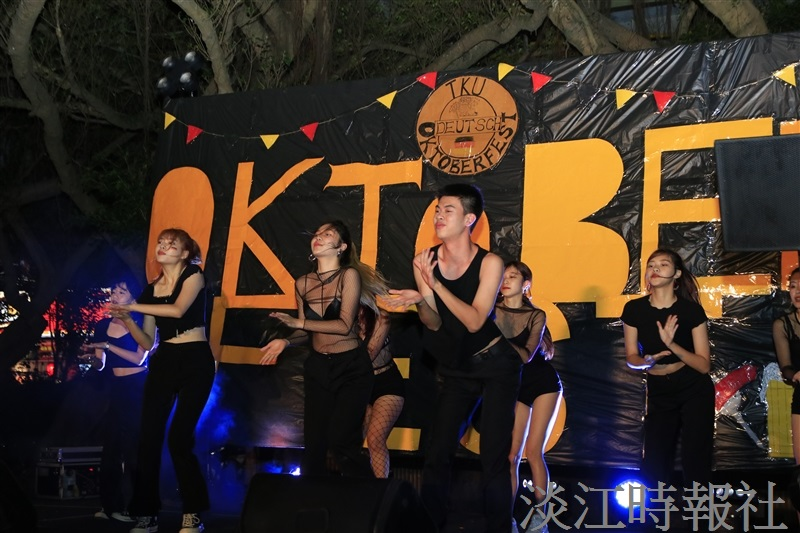 TKU
DEUTSCH
OKTOBERFEST
OKTOBE
淡江時報社